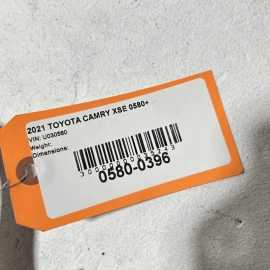 2021 TOYOTA CAMRY XSE 0580+
VIN: U030580
Weight:
Dimensions:
0580-0396